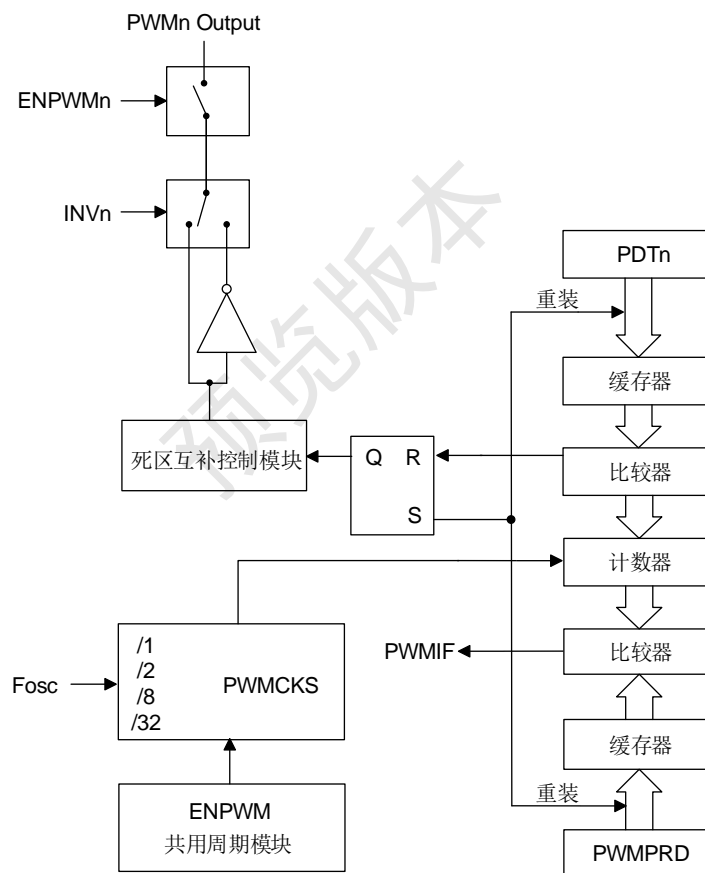 PWMn Output
ENPWMn
INVn
PDTn
重装
缓存器
死区互补控制模块
Q R
S
比较器
计数器
/1
/2
/8
/32
PWMCKS
Fosc
PWMIF
比较器
缓存器
ENPWM
共用周期模块
重装
PWMPRD
预览版本